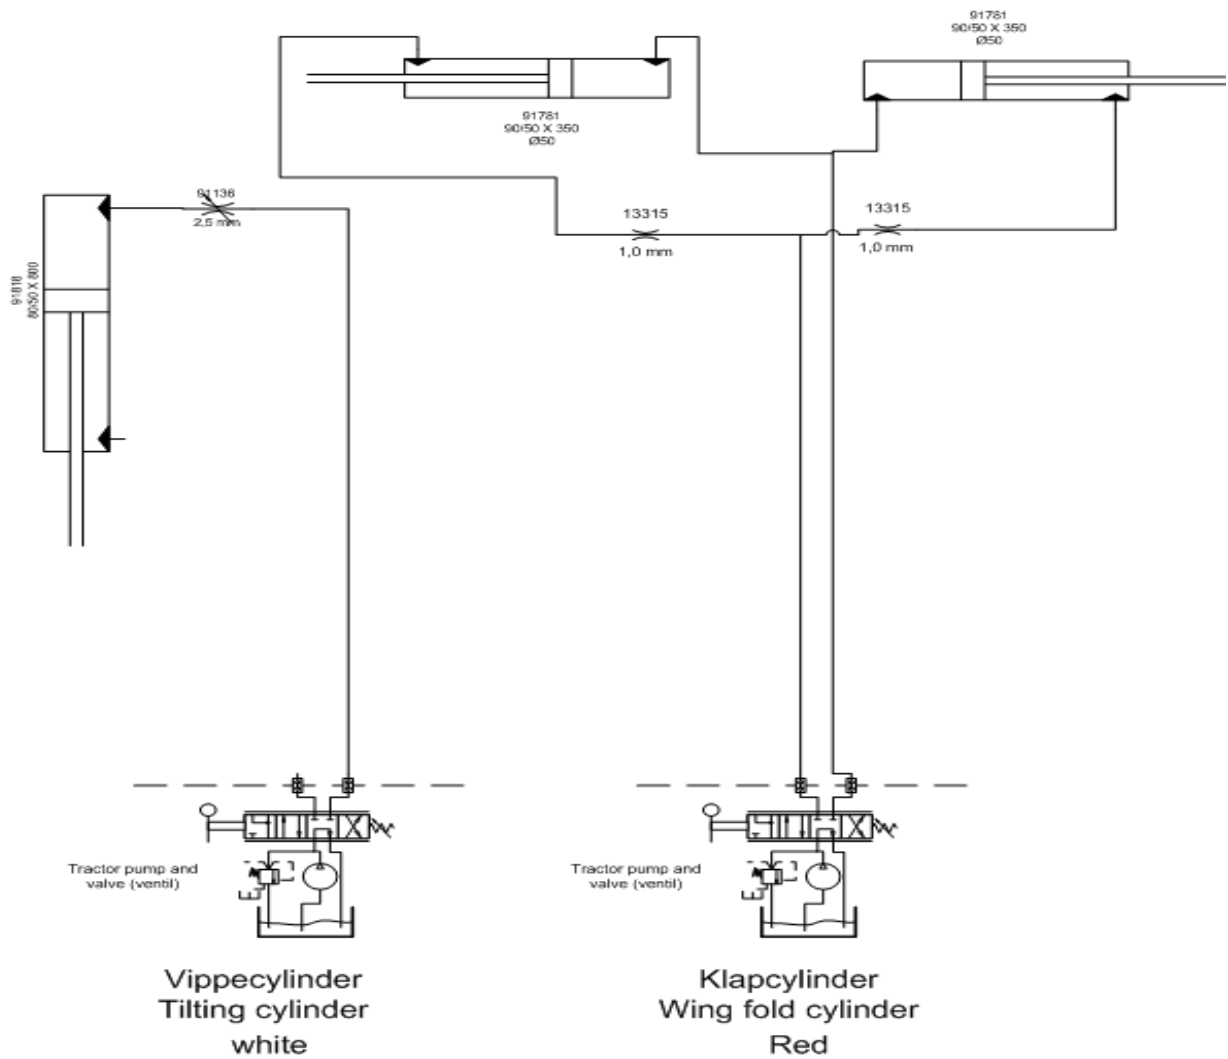 91781
90/50 X 350
Ø50
91781
90/50 X 350
Ø50
91136
2,5 mm
13315
1,0 mm
13315
1,0 mm
91818
80/50 X 800
Tractor pump and
valve (ventil)
Tractor pump and
valve (ventil)
Vippecylinder
Tilting cylinder
white
Klapcylinder
Wing fold cylinder
Red